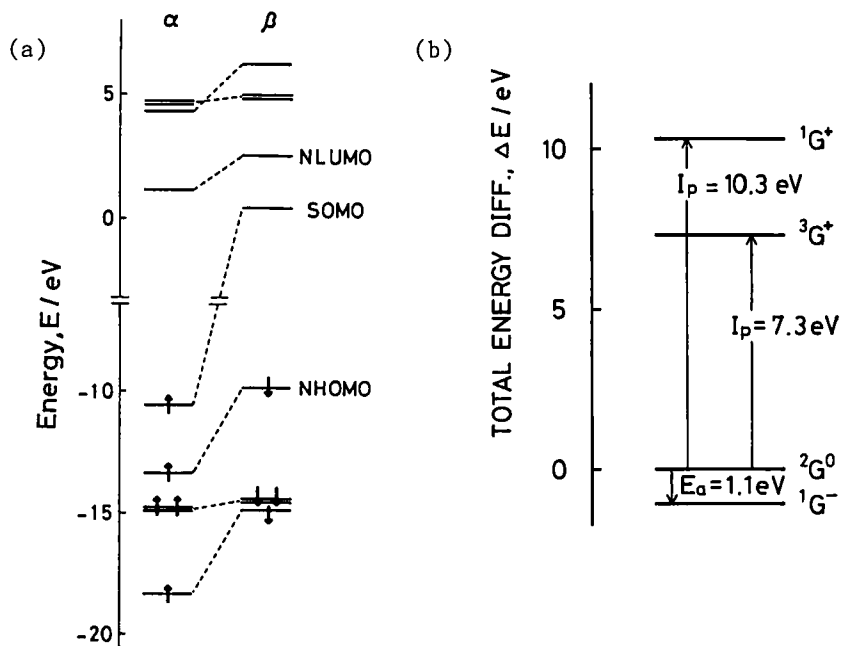 (a)
α β
Energy, E / eV
5
0
-10
-15
-20
NLUMO
SOMO
NHOMO
(b)
TOTAL ENERGY DIFF., ΔE / eV
10
5
0
¹G⁺
Iₚ = 10.3 eV
³G⁺
Iₚ = 7.3 eV
²G⁰
Eₐ = 1.1 eV
¹G⁻